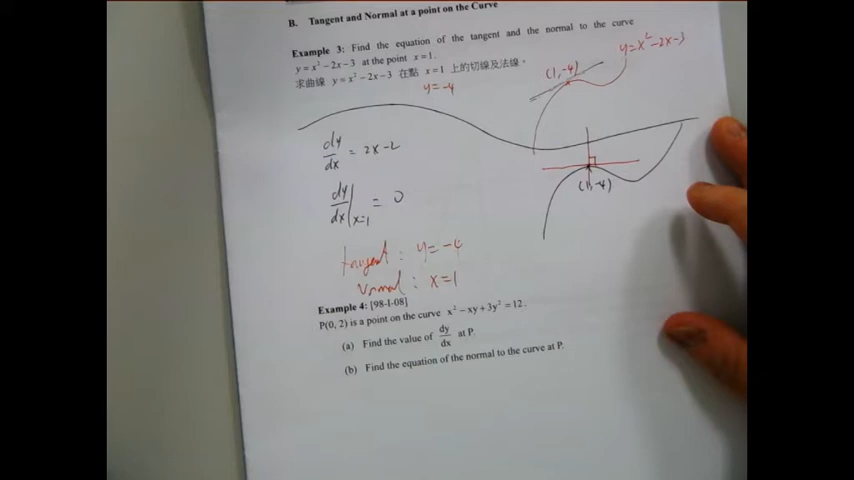 B. Tangent and Normal at a point on the Curve
Example 3: Find the equation of the tangent and the normal to the curve
y = x² − 2x − 3 at the point x = 1.
求曲線 y = x² − 2x − 3 在點 x = 1 上的切線及法線。
y = -4
(1, -4)
y = x² - 2x - 3
dy/dx = 2x - 2
dy/dx |x=1 = 0
(1, -4)
tangent : y = -4
normal : x = 1
Example 4: [98-I-08]
P(0, 2) is a point on the curve x² − xy + 3y² = 12.
(a) Find the value of dy/dx at P.
(b) Find the equation of the normal to the curve at P.